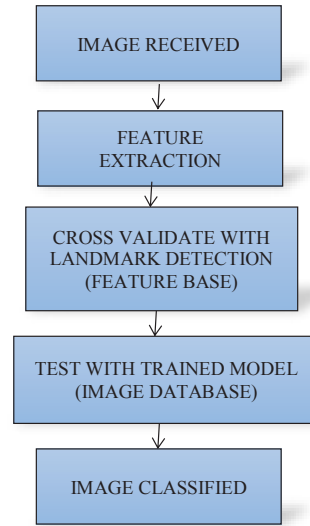 IMAGE RECEIVED
FEATURE
EXTRACTION
CROSS VALIDATE WITH
LANDMARK DETECTION
(FEATURE BASE)
TEST WITH TRAINED MODEL
(IMAGE DATABASE)
IMAGE CLASSIFIED